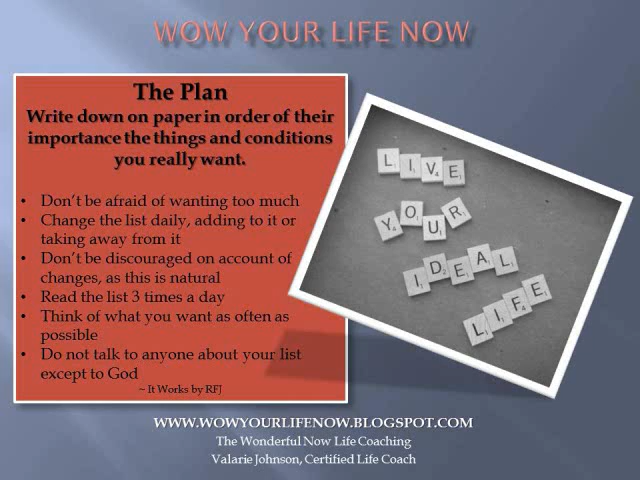 WOW YOUR LIFE NOW
The Plan
Write down on paper in order of their
importance the things and conditions
you really want.
• Don't be afraid of wanting too much
• Change the list daily, adding to it or
taking away from it
• Don't be discouraged on account of
changes, as this is natural
• Read the list 3 times a day
• Think of what you want as often as
possible
• Do not talk to anyone about your list
except to God
~ It Works by RFJ
LIVE
YOUR
IDEAL
LIFE
WWW.WOWYOURLIFENOW.BLOGSPOT.COM
The Wonderful Now Life Coaching
Valarie Johnson, Certified Life Coach